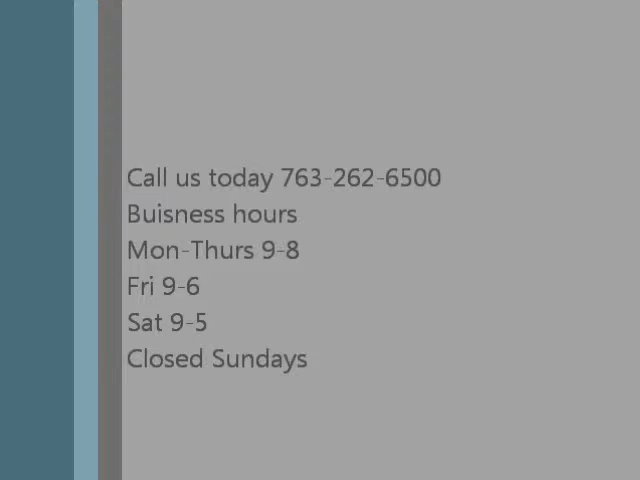 Call us today 763-262-6500
Buisness hours
Mon-Thurs 9-8
Fri 9-6
Sat 9-5
Closed Sundays